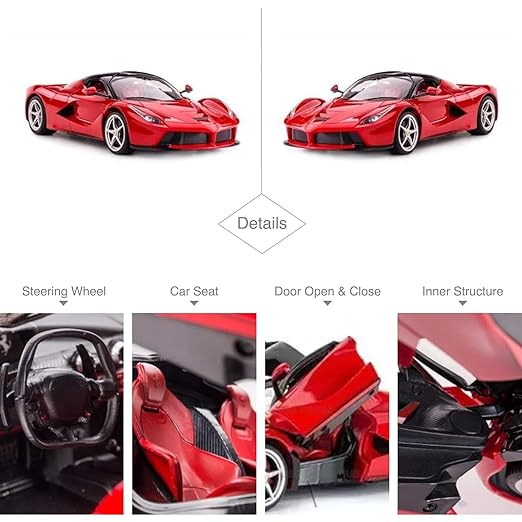 Details
Steering Wheel
Car Seat
Door Open & Close
Inner Structure